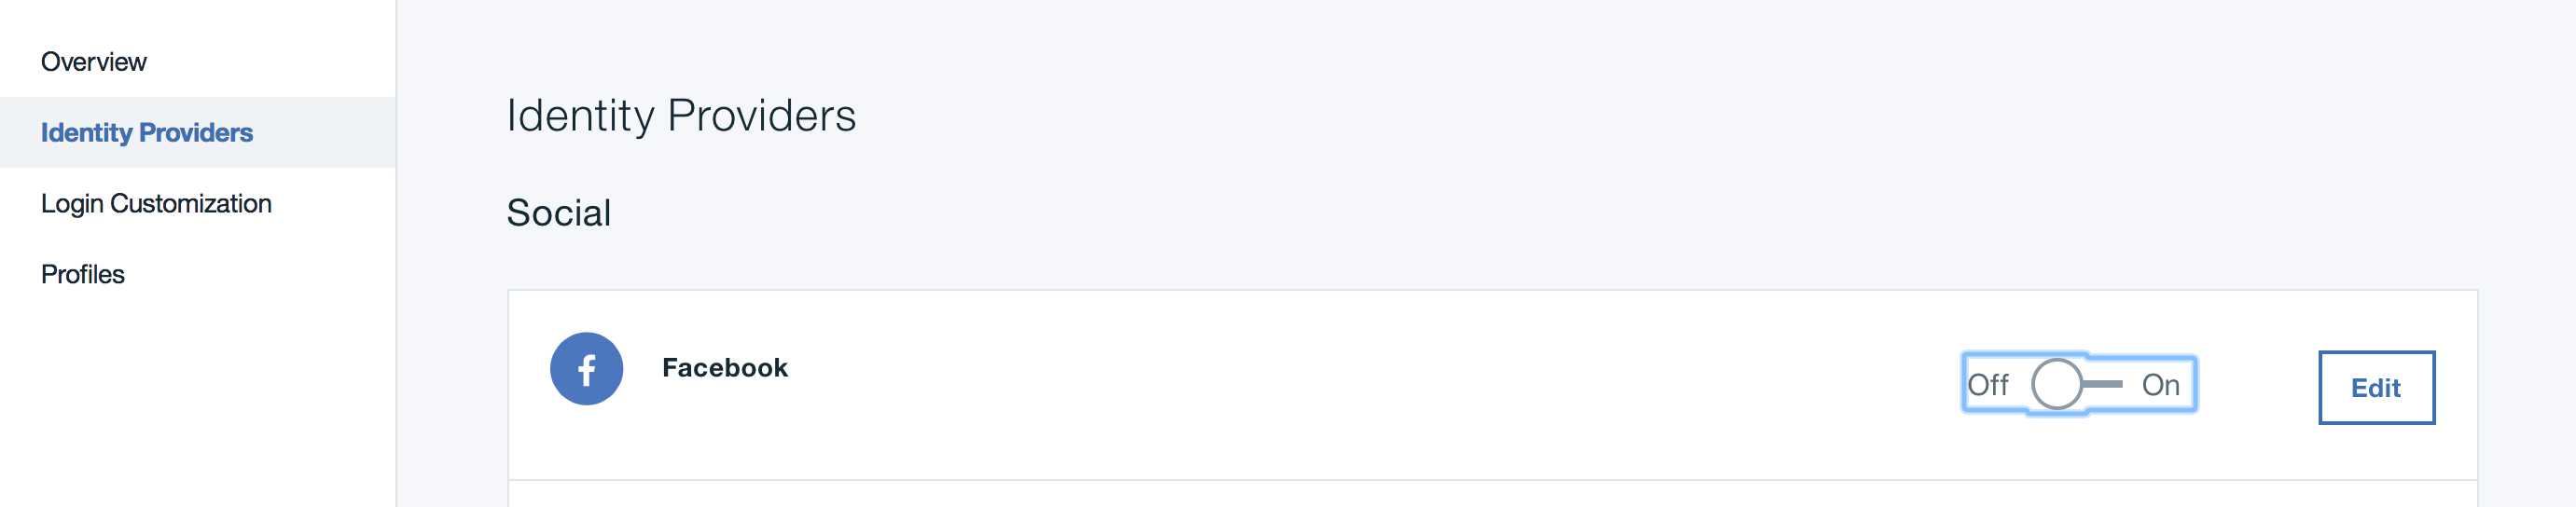 Overview
Identity Providers
Login Customization
Profiles
Identity Providers
Social
Facebook
Off On
Edit